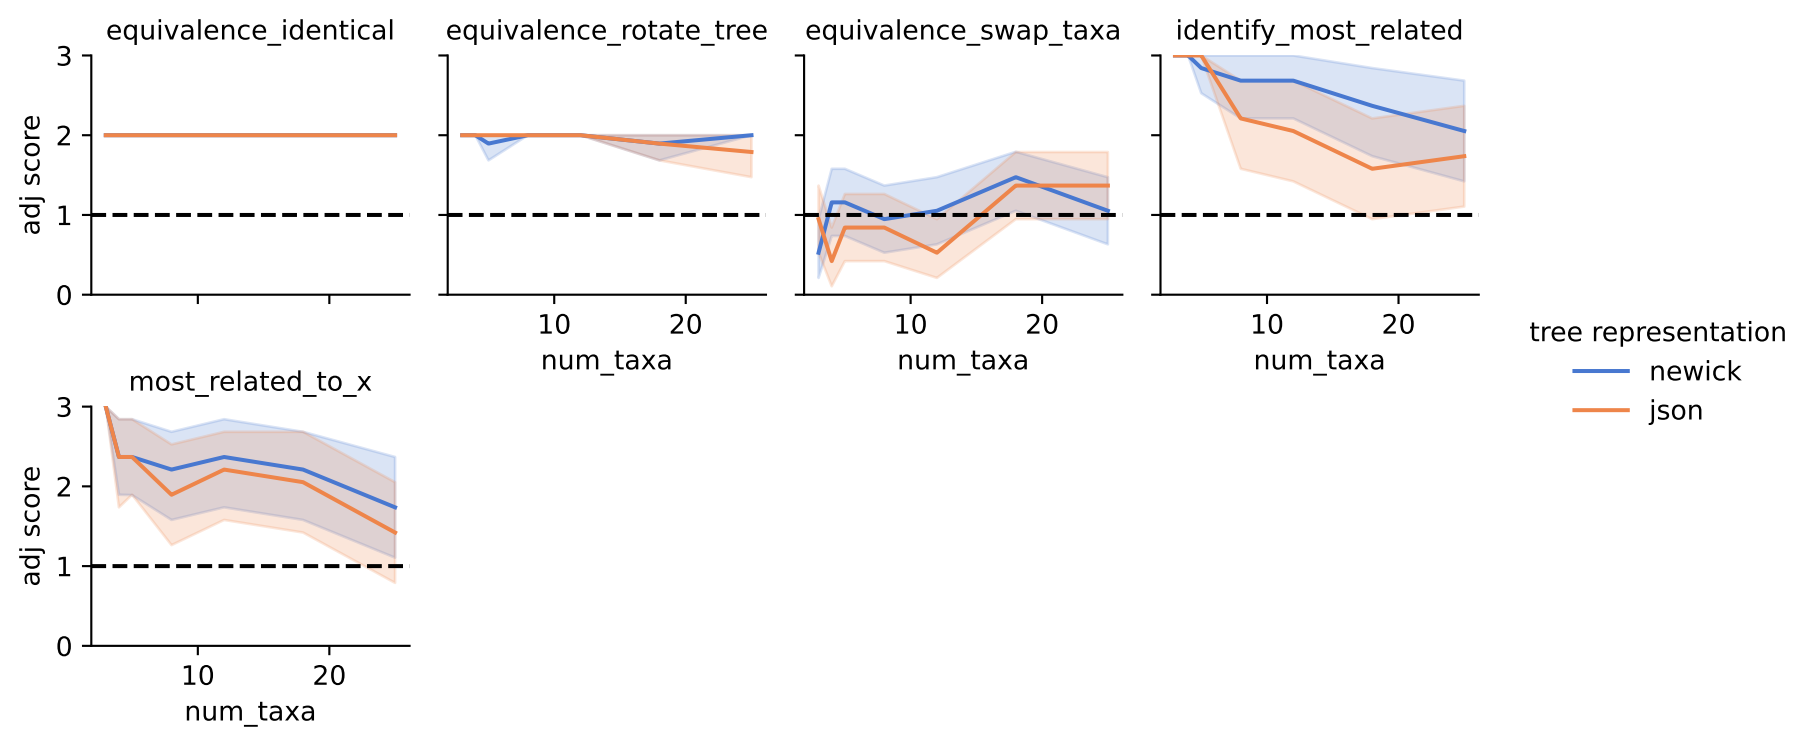 equivalence_identical
equivalence_rotate_tree
equivalence_swap_taxa
identify_most_related
adj score
3
2
1
0
10 20
num_taxa
10 20
num_taxa
10 20
num_taxa
tree representation
newick
json
most_related_to_x
adj score
3
2
1
0
10 20
num_taxa